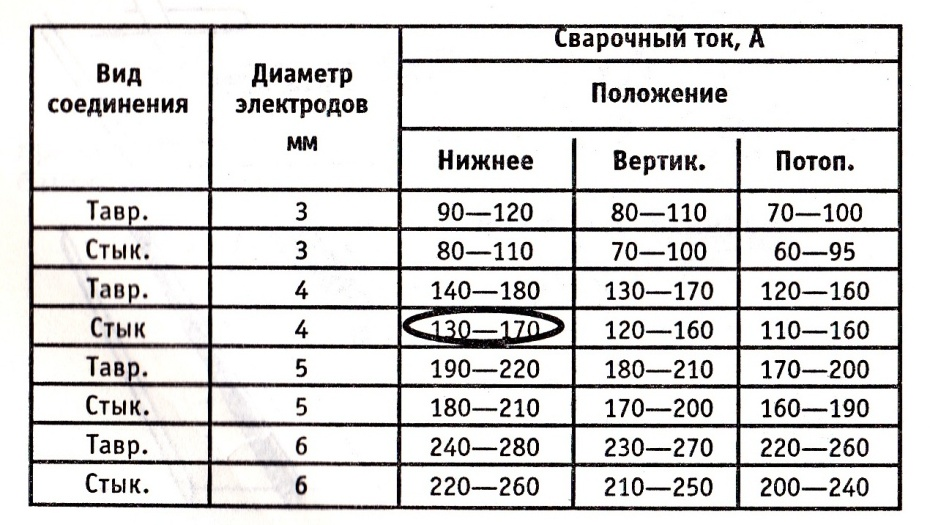 Вид соединения Диаметр электродов мм Сварочный ток, А
Положение
Нижнее Вертик. Потол.
Тавр. 3 90—120 80—110 70—100
Стык. 3 80—110 70—100 60—95
Тавр. 4 140—180 130—170 120—160
Стык 4 130—170 120—160 110—160
Тавр. 5 190—220 180—210 170—200
Стык. 5 180—210 170—200 160—190
Тавр. 6 240—280 230—270 220—260
Стык. 6 220—260 210—250 200—240